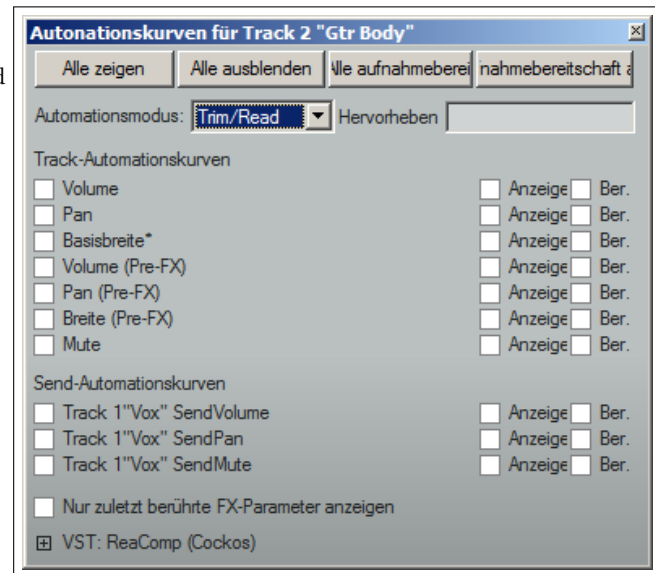 Autonationskurven für Track 2 "Gtr Body"
Alle zeigen Alle ausblenden Alle aufnahmeberei nahmebereitschaft a
Automationsmodus: Trim/Read Hervorheben
Track-Automationskurven
Volume Anzeige Ber.
Pan Anzeige Ber.
Basisbreite* Anzeige Ber.
Volume (Pre-FX) Anzeige Ber.
Pan (Pre-FX) Anzeige Ber.
Breite (Pre-FX) Anzeige Ber.
Mute Anzeige Ber.
Send-Automationskurven
Track 1"Vox" SendVolume Anzeige Ber.
Track 1"Vox" SendPan Anzeige Ber.
Track 1"Vox" SendMute Anzeige Ber.
Nur zuletzt berührte FX-Parameter anzeigen
VST: ReaComp (Cockos)